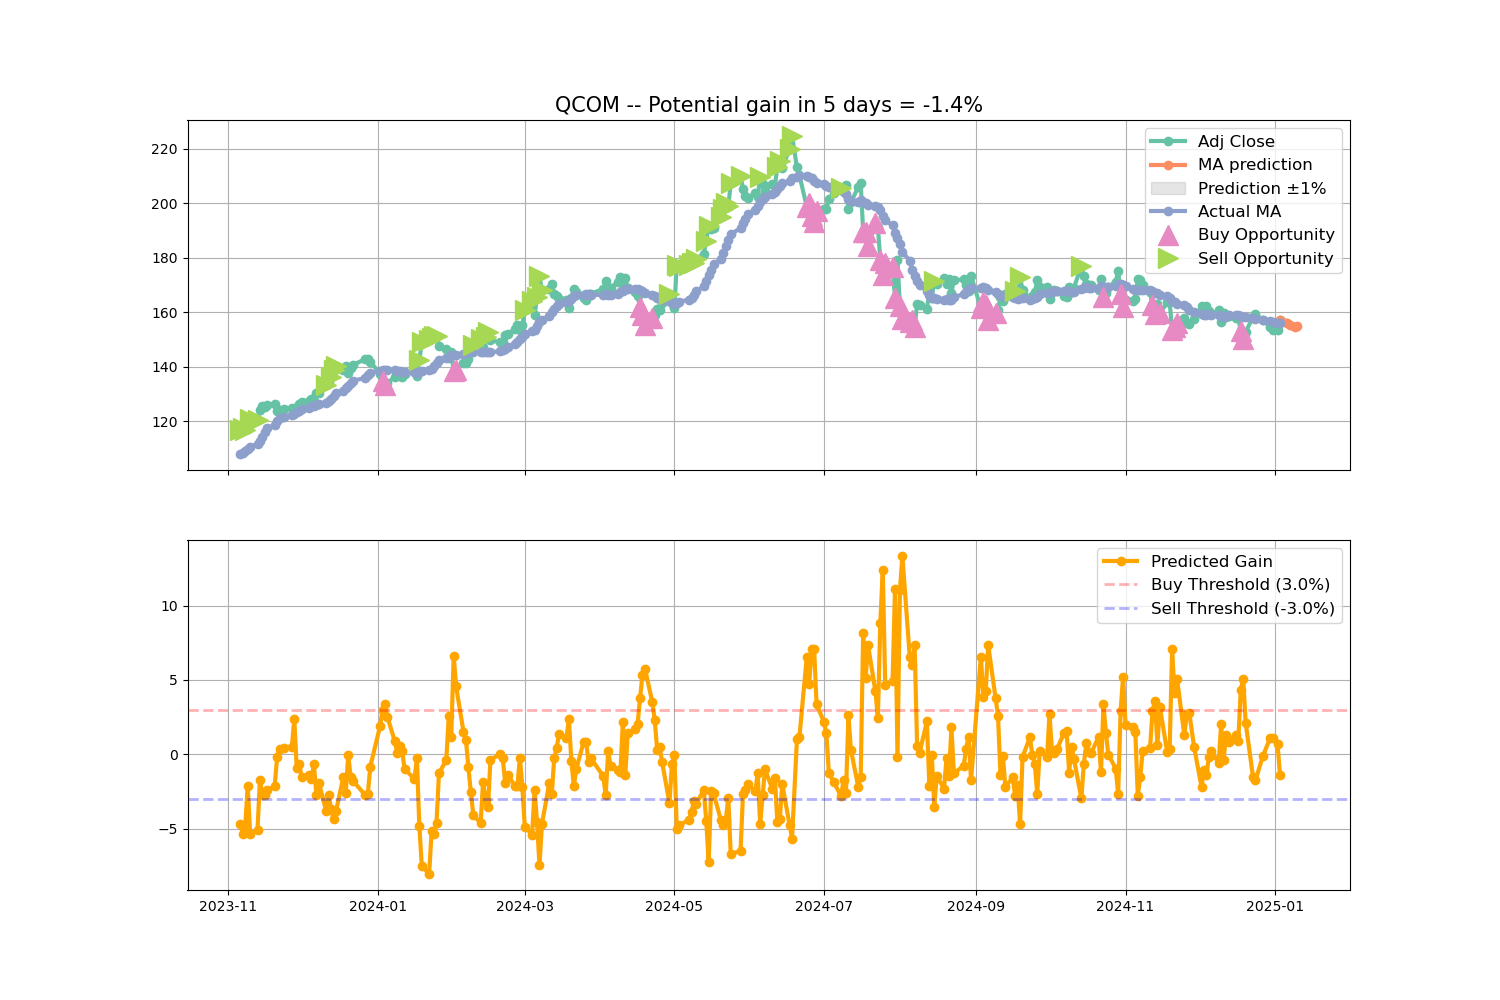 QCOM -- Potential gain in 5 days = -1.4%
220
200
180
160
140
120
Adj Close
MA prediction
Prediction ±1%
Actual MA
Buy Opportunity
Sell Opportunity
10
5
0
−5
Predicted Gain
Buy Threshold (3.0%)
Sell Threshold (-3.0%)
2023-11
2024-01
2024-03
2024-05
2024-07
2024-09
2024-11
2025-01